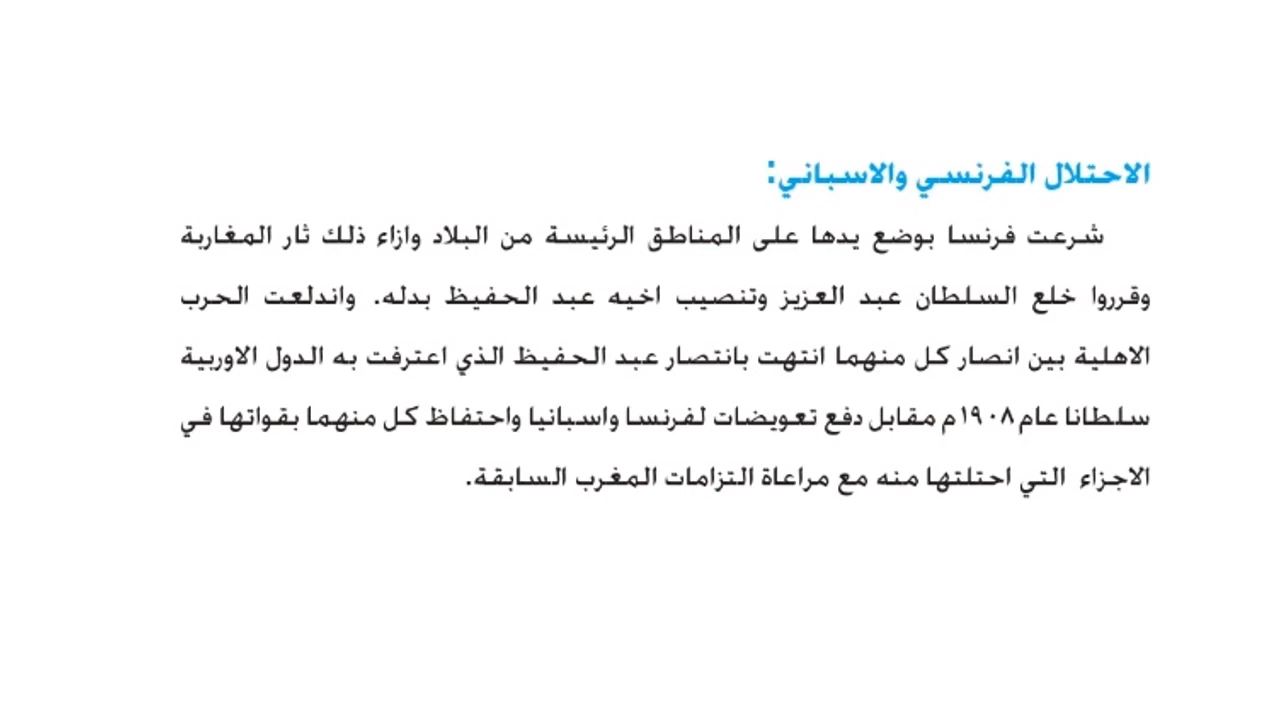 الاحتلال الفرنسي والاسباني:
شرعت فرنسا بوضع يدها على المناطق الرئيسة من البلاد وازاء ذلك ثار المغاربة
وقرروا خلع السلطان عبد العزيز وتنصيب اخيه عبد الحفيظ بدله. واندلعت الحرب
الاهلية بين انصار كل منهما انتهت بانتصار عبد الحفيظ الذي اعترفت به الدول الاوربية
سلطانا عام ١٩٠٨م مقابل دفع تعويضات لفرنسا واسبانيا واحتفاظ كل منهما بقواتها في
الاجزاء التي احتلتها منه مع مراعاة التزامات المغرب السابقة.